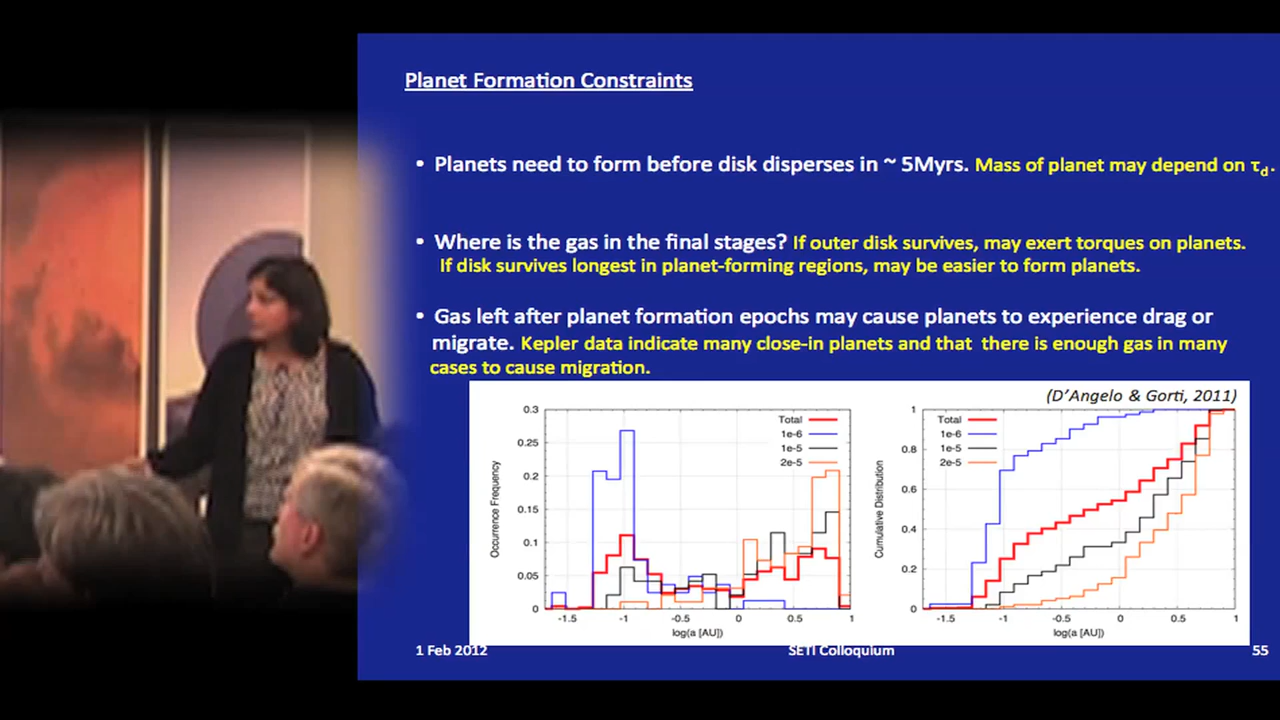 Planet Formation Constraints
• Planets need to form before disk disperses in ~ 5Myrs. Mass of planet may depend on τd.
• Where is the gas in the final stages? If outer disk survives, may exert torques on planets.
If disk survives longest in planet-forming regions, may be easier to form planets.
• Gas left after planet formation epochs may cause planets to experience drag or
migrate. Kepler data indicate many close-in planets and that there is enough gas in many
cases to cause migration.
(D'Angelo & Gorti, 2011)
0.3
0.25
0.2
0.15
0.1
0.05
0
Occurrence Frequency
Total
1e-6
1e-5
2e-5
-1.5
-1
-0.5
0
0.5
1
log(a [AU])
1
0.8
0.6
0.4
0.2
0
Cumulative Distribution
Total
1e-6
1e-5
2e-5
-1.5
-1
-0.5
0
0.5
1
log(a [AU])
1 Feb 2012
SETI Colloquium
55